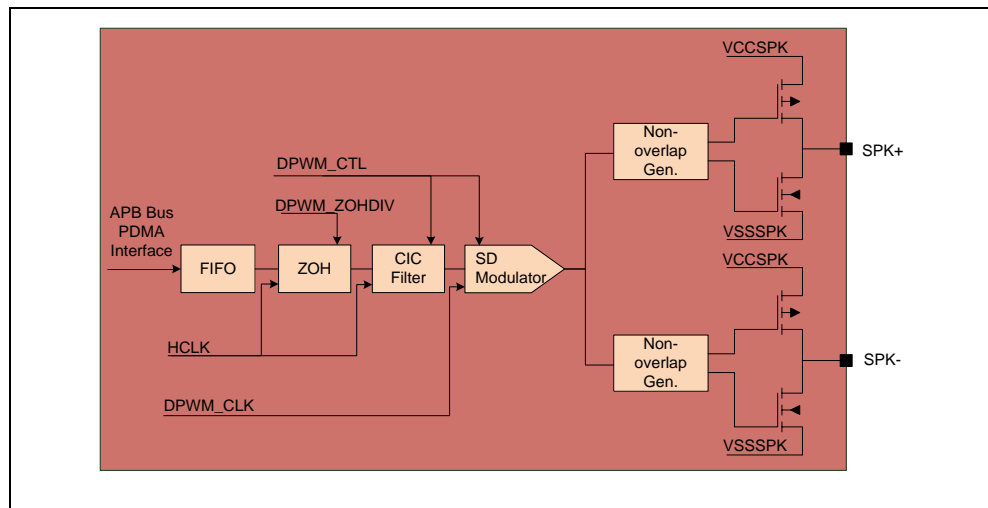 VCCSPK
Non-
overlap
Gen.
SPK+
DPWM_CTL
DPWM_ZOHDIV
APB Bus
PDMA
Interface
VSSSPK
FIFO
ZOH
CIC
Filter
SD
Modulator
VCCSPK
HCLK
Non-
overlap
Gen.
SPK-
DPWM_CLK
VSSSPK